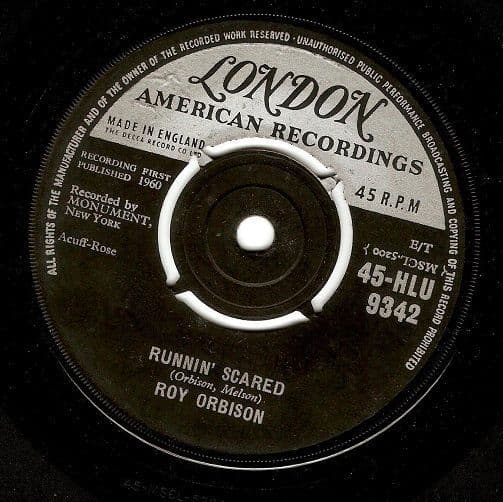 ALL RIGHTS OF THE MANUFACTURER AND OF THE OWNER OF THE RECORDED WORK RESERVED · UNAUTHORISED PUBLIC PERFORMANCE BROADCASTING AND COPYING OF THIS RECORD PROHIBITED
LONDON
AMERICAN RECORDINGS
MADE IN ENGLAND
THE DECCA RECORD CO LTD
45 R.P.M
RECORDING FIRST
PUBLISHED 1960
Recorded by
MONUMENT,
New York
Acuff-Rose
T/E
{ MSCL.5200 }
45-HLU
9342
RUNNIN' SCARED
(Orbison, Melson)
ROY ORBISON